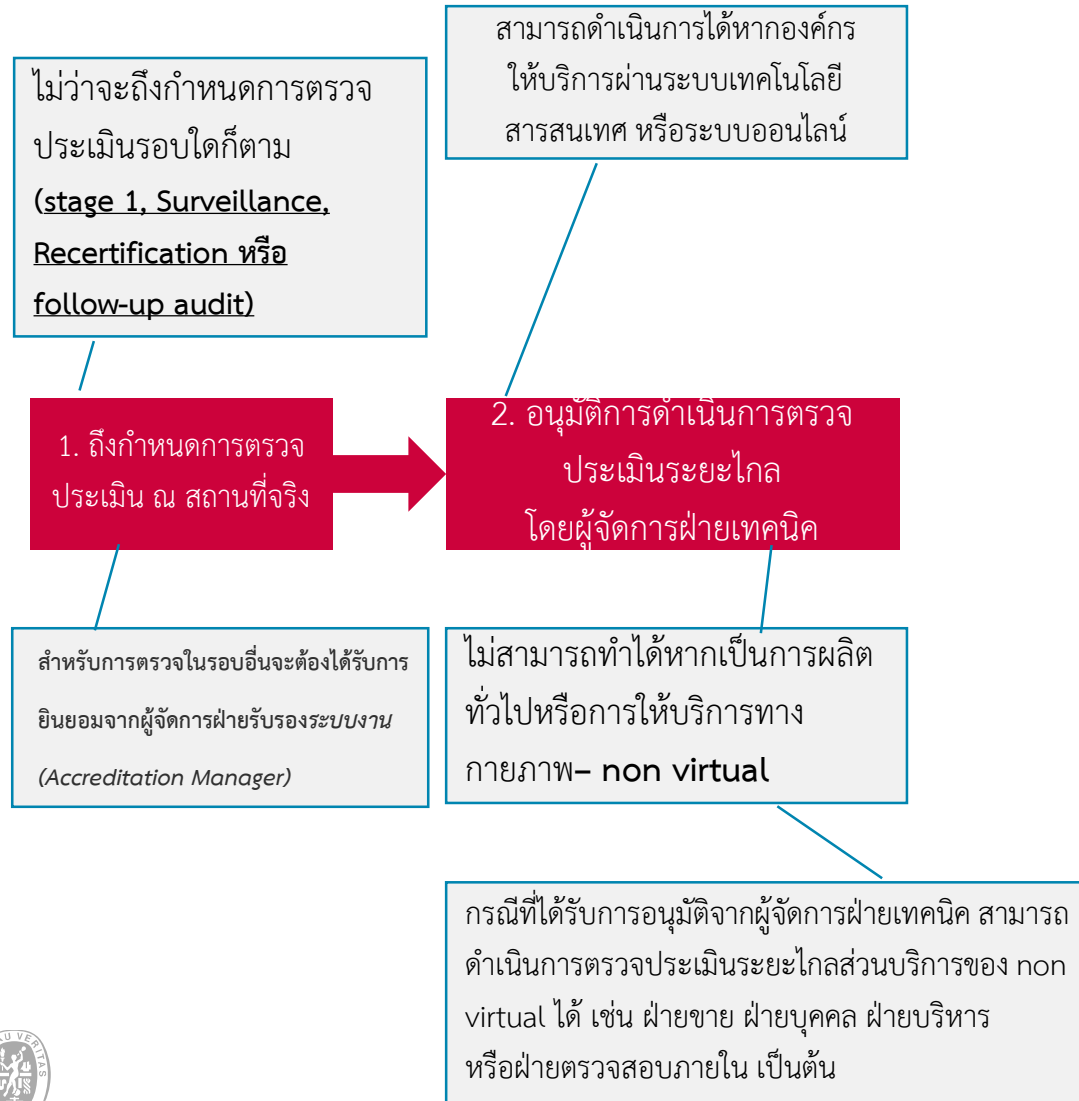 สามารถดำเนินการได้หากองค์กร
ให้บริการผ่านระบบเทคโนโลยี
สารสนเทศ หรือระบบออนไลน์
ไม่ว่าจะถึงกำหนดการตรวจ
ประเมินรอบใดก็ตาม
(stage 1, Surveillance,
Recertification หรือ
follow-up audit)
1. ถึงกำหนดการตรวจ
ประเมิน ณ สถานที่จริง
2. อนุมัติการดำเนินการตรวจ
ประเมินระยะไกล
โดยผู้จัดการฝ่ายเทคนิค
สำหรับการตรวจในรอบอื่นจะต้องได้รับการ
ยินยอมจากผู้จัดการฝ่ายรับรองระบบงาน
(Accreditation Manager)
ไม่สามารถทำได้หากเป็นการผลิต
ทั่วไปหรือการให้บริการทาง
กายภาพ– non virtual
กรณีที่ได้รับการอนุมัติจากผู้จัดการฝ่ายเทคนิค สามารถ
ดำเนินการตรวจประเมินระยะไกลส่วนบริการของ non
virtual ได้ เช่น ฝ่ายขาย ฝ่ายบุคคล ฝ่ายบริหาร
หรือฝ่ายตรวจสอบภายใน เป็นต้น